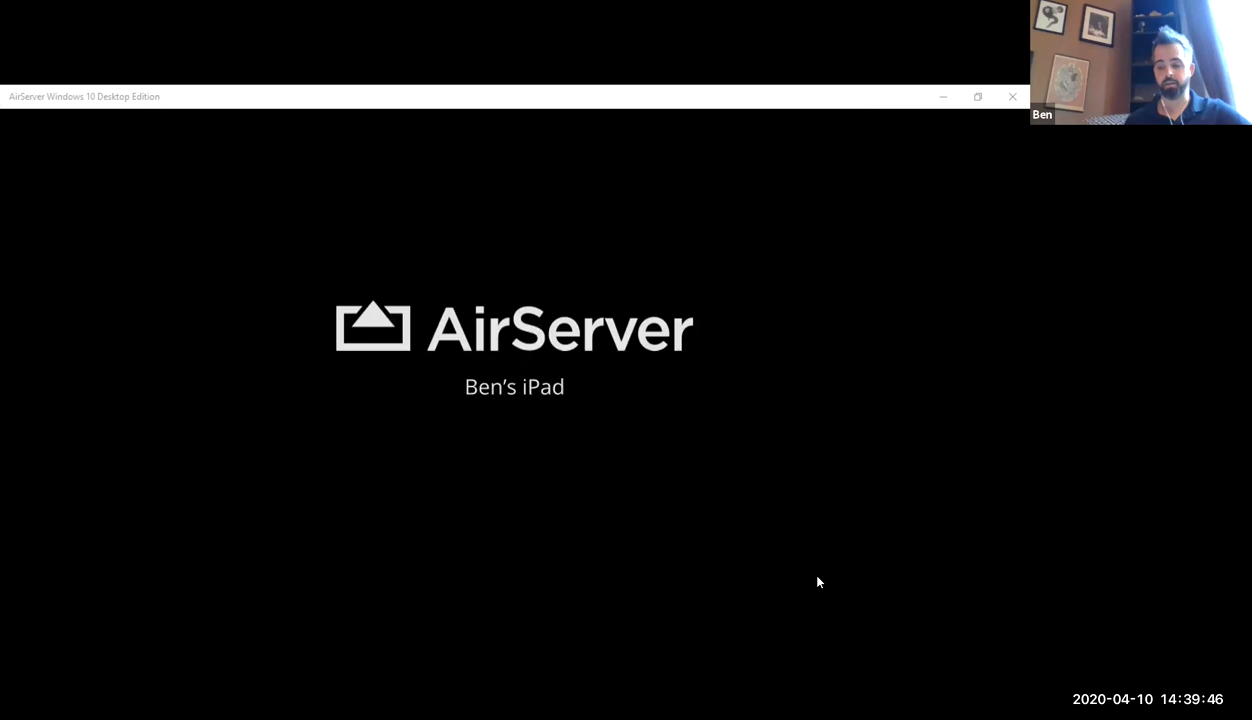 AirServer Windows 10 Desktop Edition
Ben
AirServer
Ben's iPad
2020-04-10 14:39:46